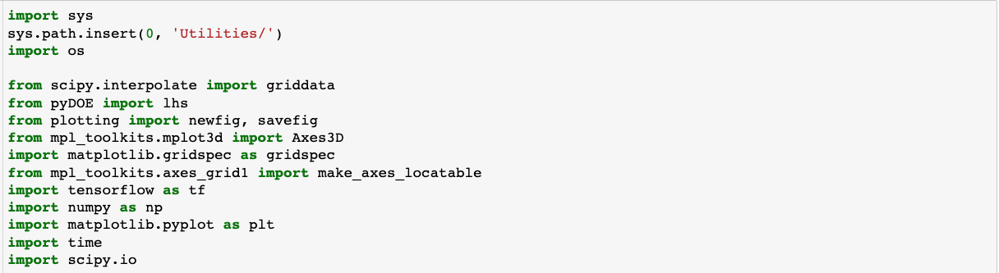 import sys
sys.path.insert(0, 'Utilities/')
import os
from scipy.interpolate import griddata
from pyDOE import lhs
from plotting import newfig, savefig
from mpl_toolkits.mplot3d import Axes3D
import matplotlib.gridspec as gridspec
from mpl_toolkits.axes_grid1 import make_axes_locatable
import tensorflow as tf
import numpy as np
import matplotlib.pyplot as plt
import time
import scipy.io